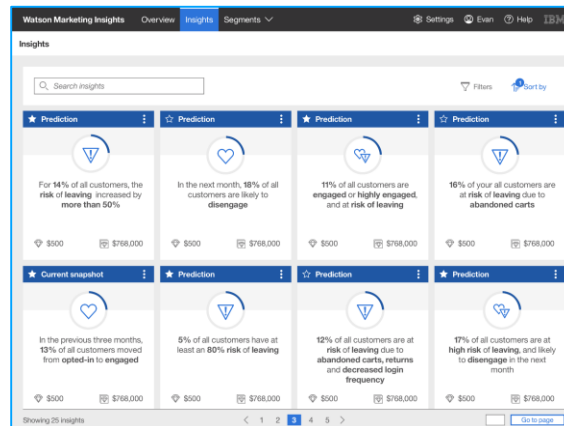 Watson Marketing Insights Overview Insights Segments Settings Evan Help IBM
Insights
Search insights Filters 1 Sort by
Prediction
For 14% of all customers, the
risk of leaving increased by
more than 50%
$500 $768,000
Prediction
In the next month, 18% of all
customers are likely to
disengage
$500 $768,000
Prediction
11% of all customers are
engaged or highly engaged,
and at risk of leaving
$500 $768,000
Prediction
16% of your all customers are
at risk of leaving due to
abandoned carts
$500 $768,000
Current snapshot
In the previous three months,
13% of all customers moved
from opted-in to engaged
$500 $768,000
Prediction
5% of all customers have at
least an 80% risk of leaving
$500 $768,000
Prediction
12% of all customers are at
risk of leaving due to
abandoned carts, returns
and decreased login
frequency
$500 $768,000
Prediction
17% of all customers are at
high risk of leaving, and likely
to disengage in the next
month
$500 $768,000
Showing 25 insights < 1 2 3 4 5 > Go to page